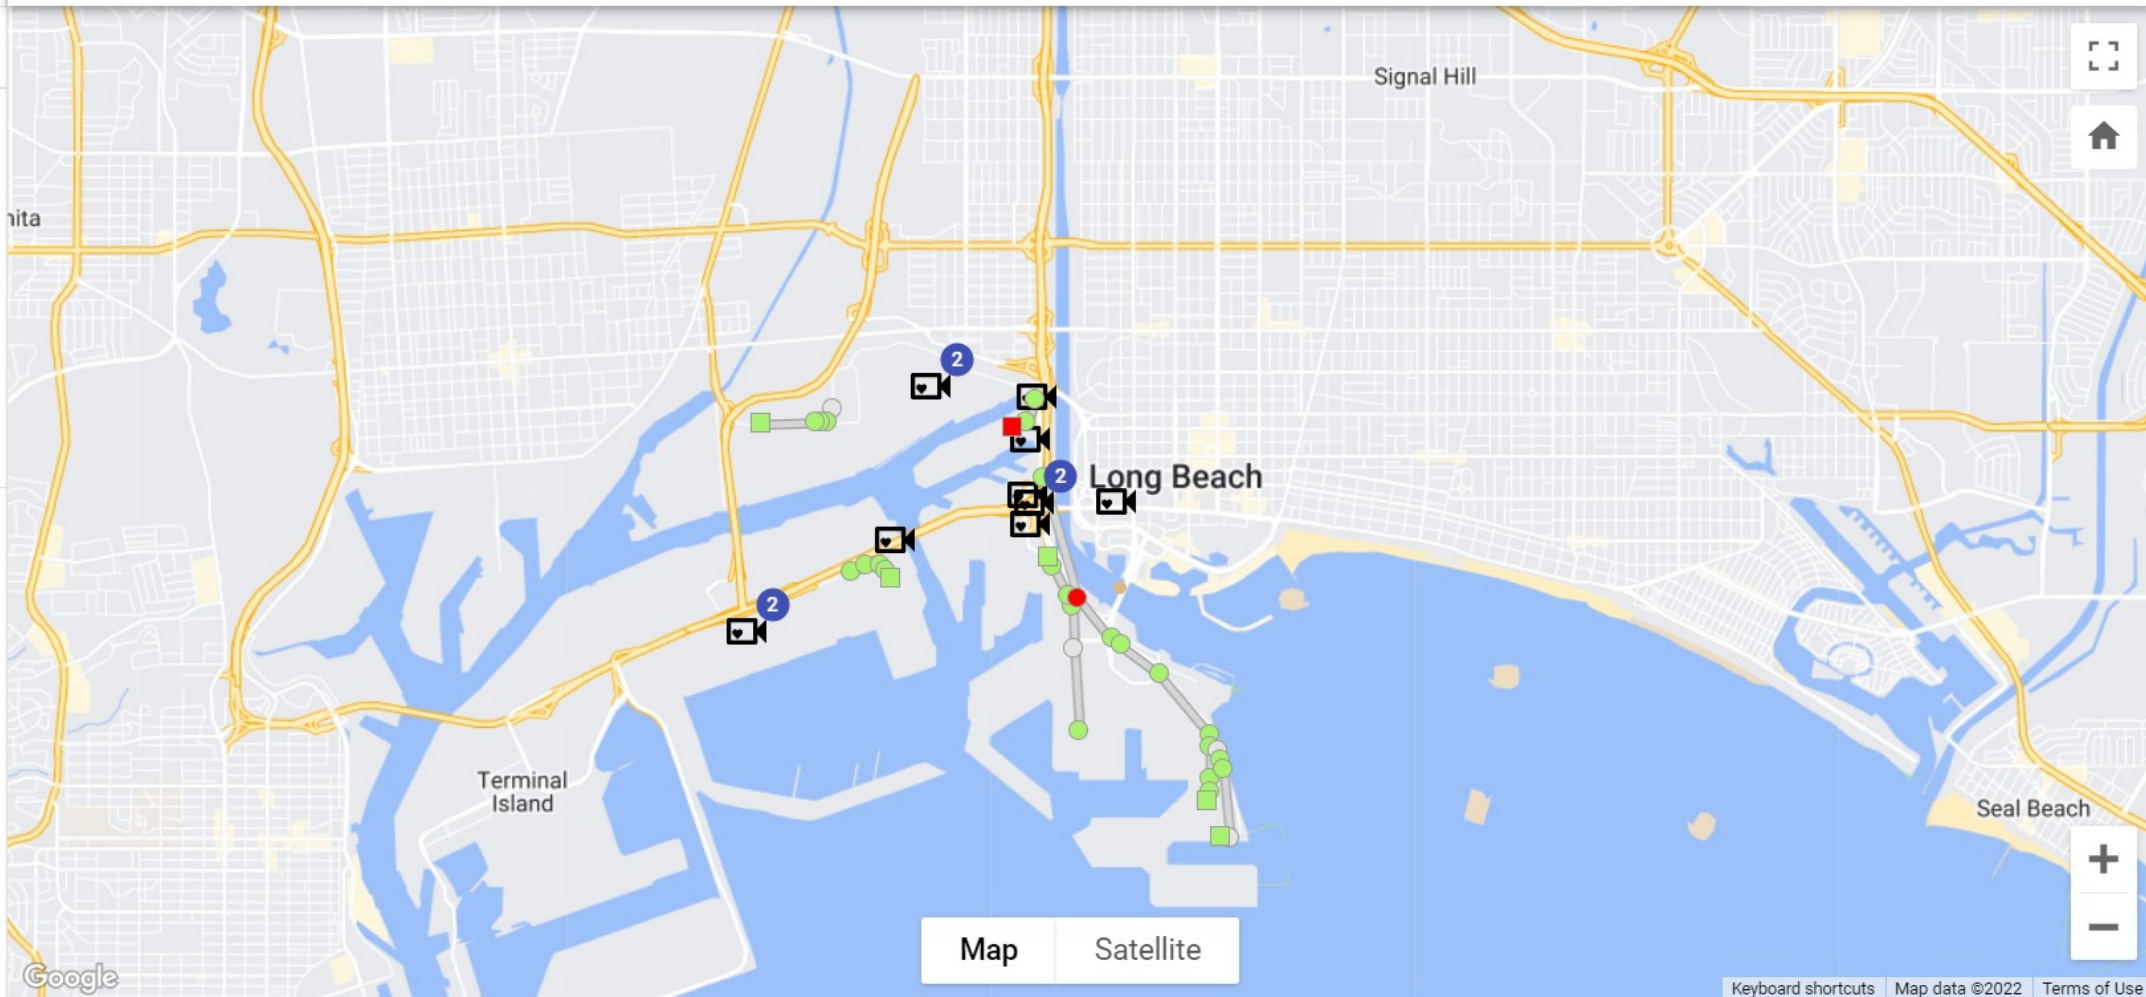 Signal Hill
nita
2
2
Long Beach
2
Terminal
Island
Seal Beach
Map
Satellite
Google
Keyboard shortcuts
Map data ©2022
Terms of Use